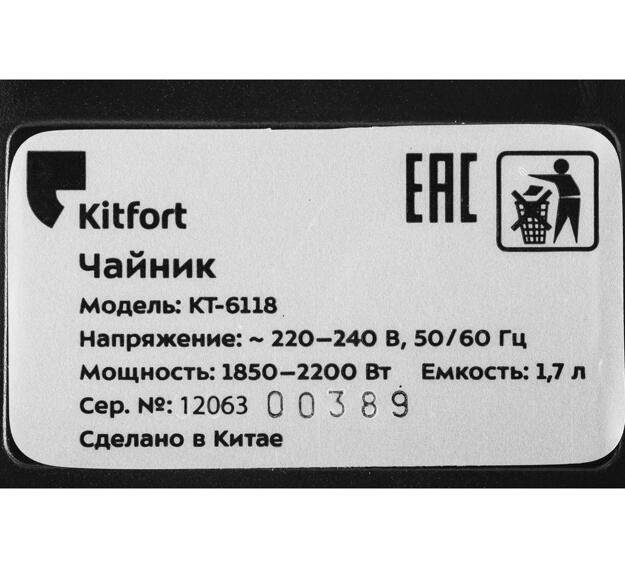 Kitfort
EAC
Чайник
Модель: КТ-6118
Напряжение: ~ 220–240 В, 50/60 Гц
Мощность: 1850–2200 Вт Емкость: 1,7 л
Сер. №: 12063 00389
Сделано в Китае